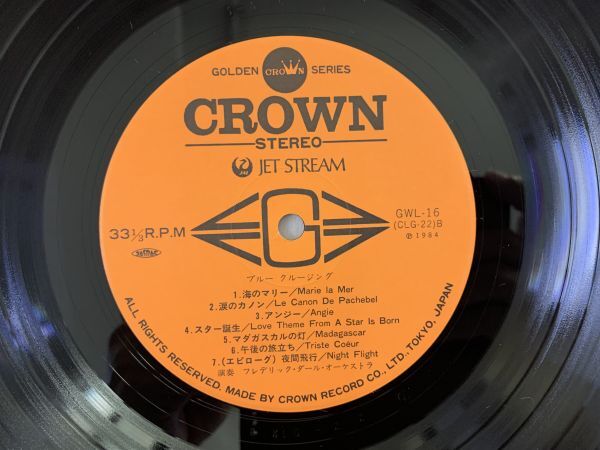 GOLDEN CROWN SERIES
CROWN
STEREO
JAL JET STREAM
G
33⅓R.P.M
GWL-16
(CLG-22)B
Ⓟ1984
ブルー クルージング
1.海のマリー/Marie la Mer
2.涙のカノン/Le Canon De Pachebel
3.アンジー/Angie
4.スター誕生/Love Theme From A Star Is Born
5.マダガスカルの灯/Madagascar
6.午後の旅立ち/Triste Coëur
7.(エピローグ) 夜間飛行/Night Flight
演奏 フレデリック・ダール・オーケストラ
ALL RIGHTS RESERVED. MADE BY CROWN RECORD CO., LTD., TOKYO, JAPAN